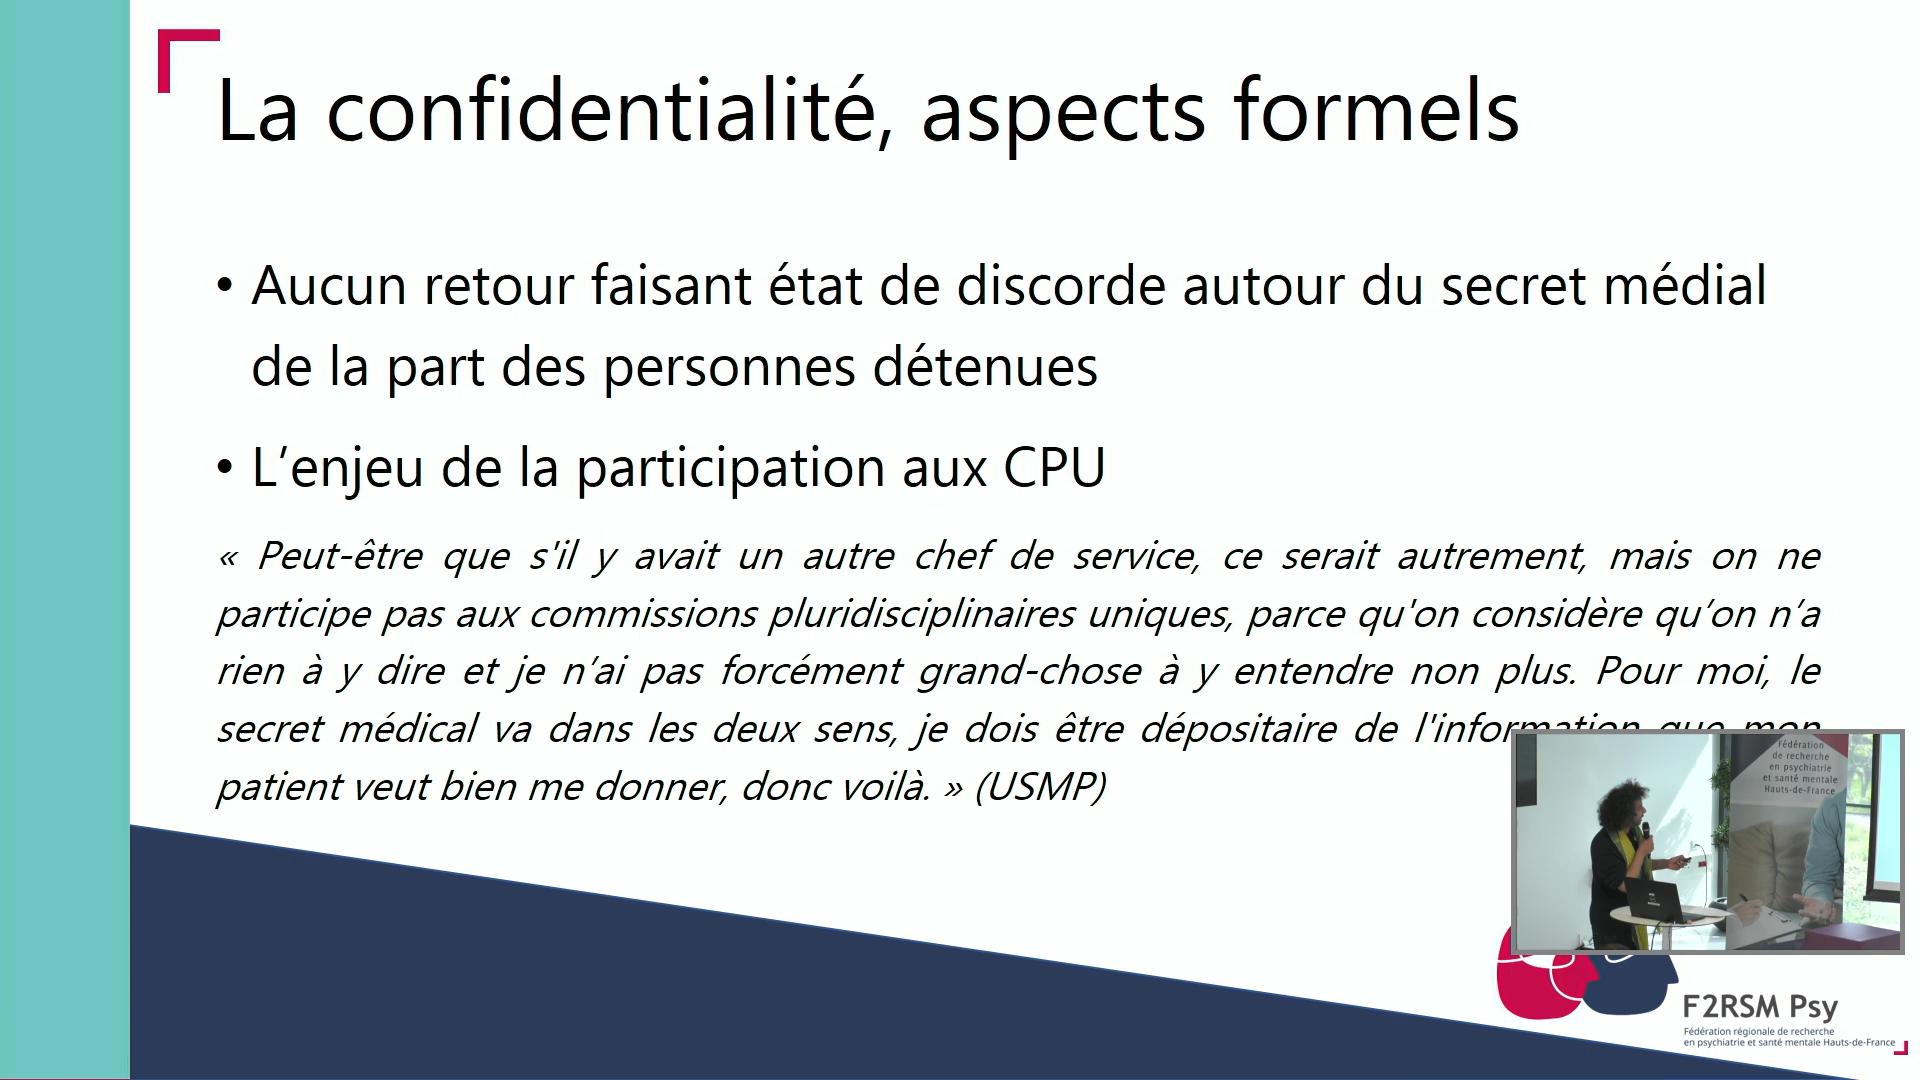 La confidentialité, aspects formels
• Aucun retour faisant état de discorde autour du secret médial
de la part des personnes détenues
• L’enjeu de la participation aux CPU
« Peut-être que s'il y avait un autre chef de service, ce serait autrement, mais on ne
participe pas aux commissions pluridisciplinaires uniques, parce qu'on considère qu’on n’a
rien à y dire et je n’ai pas forcément grand-chose à y entendre non plus. Pour moi, le
secret médical va dans les deux sens, je dois être dépositaire de l'information que mon
patient veut bien me donner, donc voilà. » (USMP)
Fédération
de recherche
en psychiatrie
et santé mentale
Hauts-de-France
F2RSM Psy
Fédération régionale de recherche
en psychiatrie et santé mentale Hauts-de-France